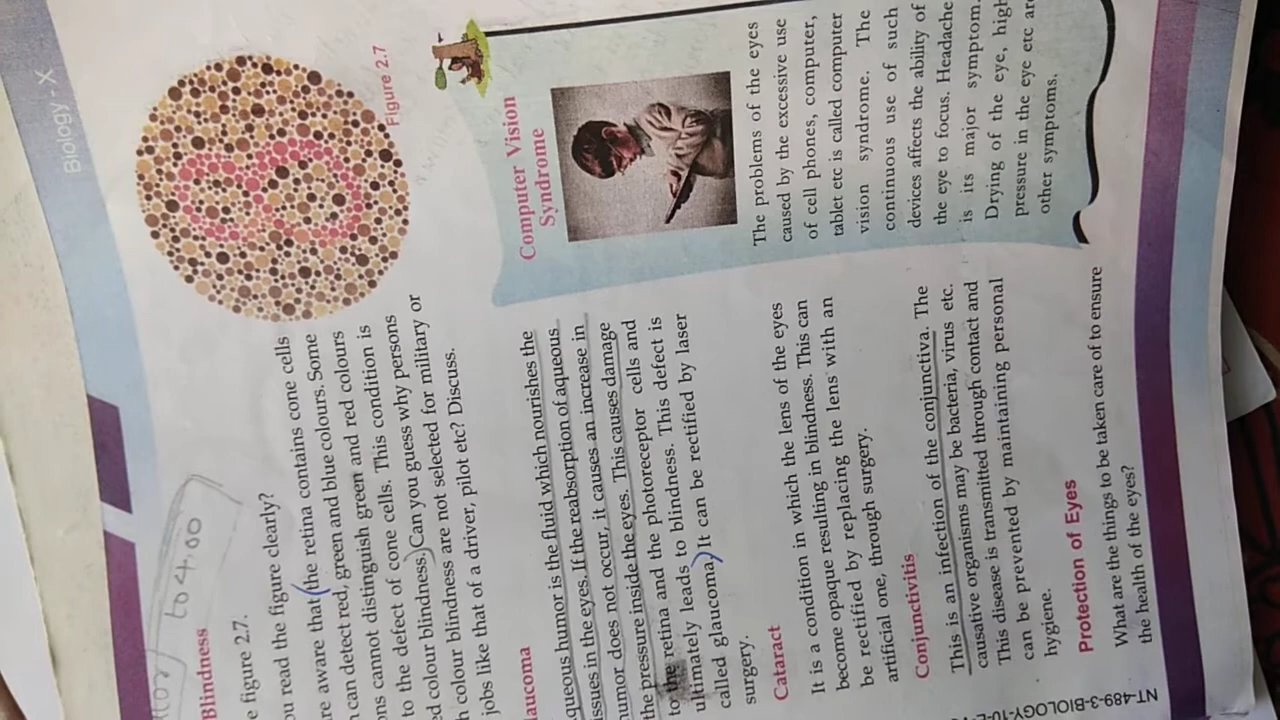 Biology - X
to 4.00
Blindness
figure 2.7.
read the figure clearly?
aware that (the retina contains cone cells
can detect red, green and blue colours. Some
cannot distinguish green and red colours
to the defect of cone cells. This condition is
colour blindness.) Can you guess why persons
colour blindness are not selected for military or
jobs like that of a driver, pilot etc? Discuss.
Figure 2.7
laucoma
queous humor is the fluid which nourishes the
issues in the eyes. If the reabsorption of aqueous
humor does not occur, it causes an increase in
the pressure inside the eyes. This causes damage
to the retina and the photoreceptor cells and
ultimately leads to blindness. This defect is
called glaucoma.) It can be rectified by laser
surgery.
Cataract
It is a condition in which the lens of the eyes
become opaque resulting in blindness. This can
be rectified by replacing the lens with an
artificial one, through surgery.
Conjunctivitis
This is an infection of the conjunctiva. The
causative organisms may be bacteria, virus etc.
This disease is transmitted through contact and
can be prevented by maintaining personal
hygiene.
Protection of Eyes
What are the things to be taken care of to ensure
the health of the eyes?
Computer Vision
Syndrome
The problems of the eyes
caused by the excessive use
of cell phones, computer,
tablet etc is called computer
vision syndrome. The
continuous use of such
devices affects the ability of
the eye to focus. Headache
is its major symptom.
Drying of the eye, high
pressure in the eye etc are
other symptoms.
NT-489-3-BIOLOGY-10-E